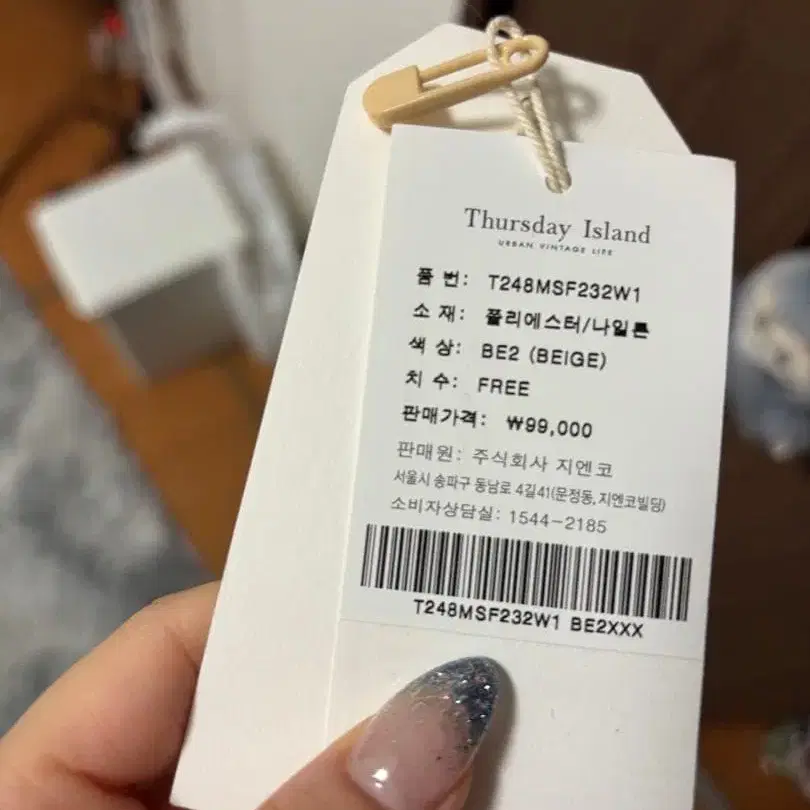 Thursday Island
URBAN VINTAGE LIFE
품 번: T248MSF232W1
소 재: 폴리에스터/나일론
색 상: BE2 (BEIGE)
치 수: FREE
판매가격: ₩99,000
판매원: 주식회사 지엔코
서울시 송파구 동남로 4길41(문정동,지엔코빌딩)
소비자상담실: 1544-2185
T248MSF232W1 BE2XXX